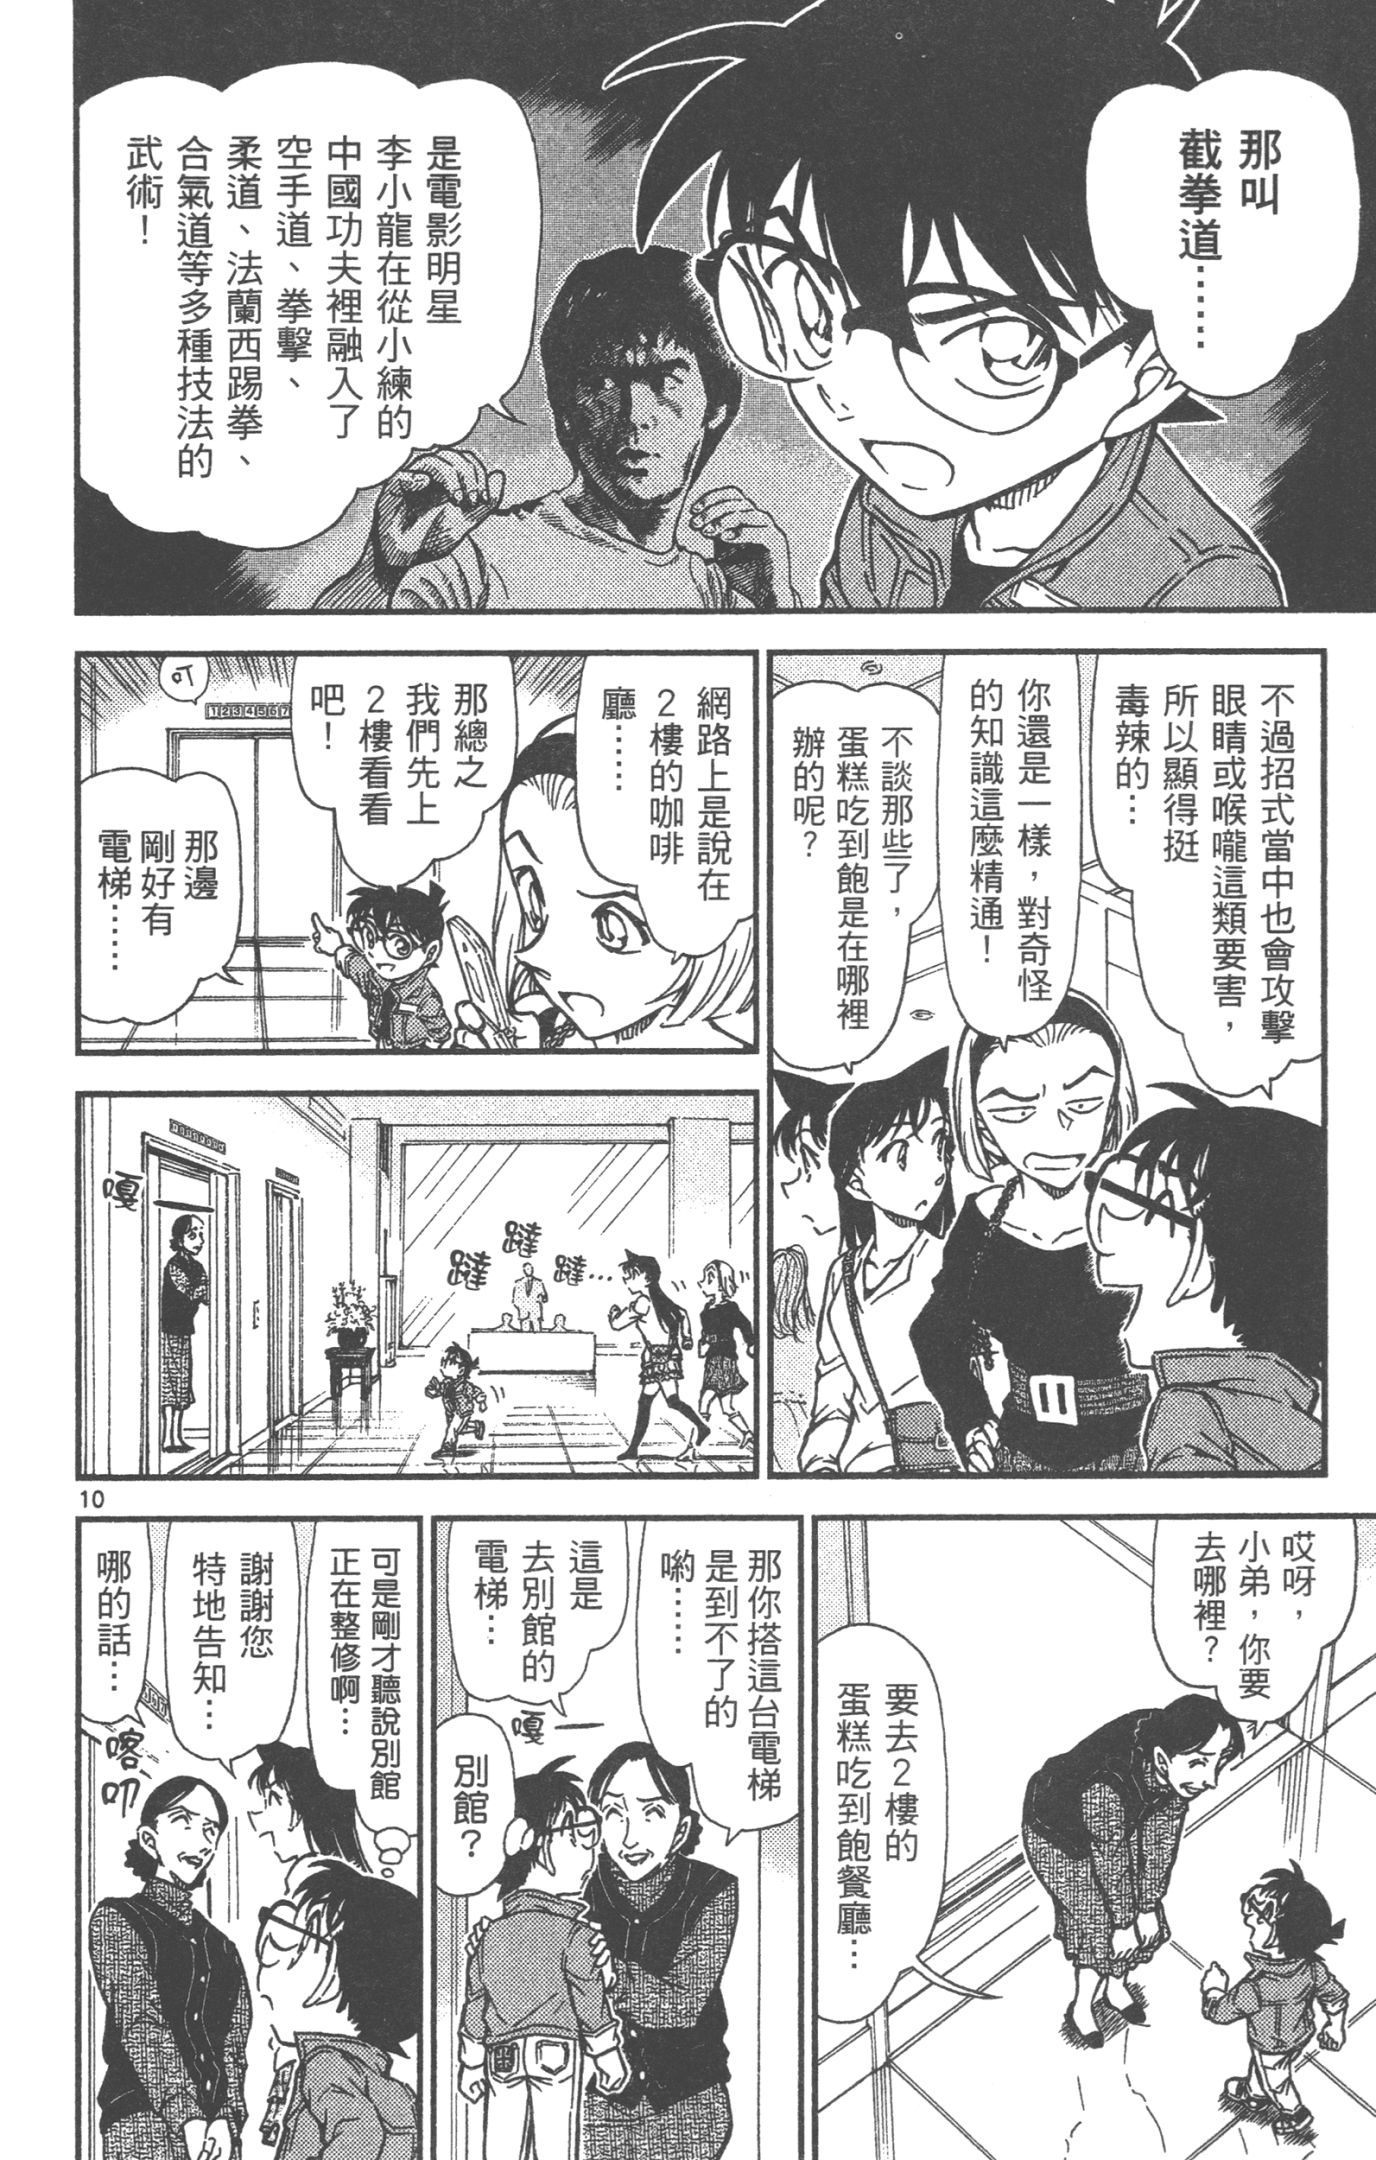 那叫
截拳道……
是電影明星
李小龍在從小練的
中國功夫裡融入了
空手道、拳擊、
柔道、法蘭西踢拳、
合氣道等多種技法的
武術！
不過招式當中也會攻擊
眼睛或喉嚨這類要害，
所以顯得挺
毒辣的…
你還是一樣，對奇怪
的知識這麼精通！
不談那些了，
蛋糕吃到飽是在哪裡
辦的呢？
網路上是說在
2樓的咖啡
廳……
那總之
我們先上
2樓看看
吧！
叮
1234567
那邊
剛好有
電梯……
嘎
躂
躂
躂…
10
哎呀，
小弟，你要
去哪裡？
要去2樓的
蛋糕吃到飽餐廳…
那你搭這台電梯
是到不了的
喲……
這是
去別館的
電梯…
嘎—
別館？
可是剛才聽說別館
正在整修啊…
謝謝您
特地告知…
哪的話…
喀叩